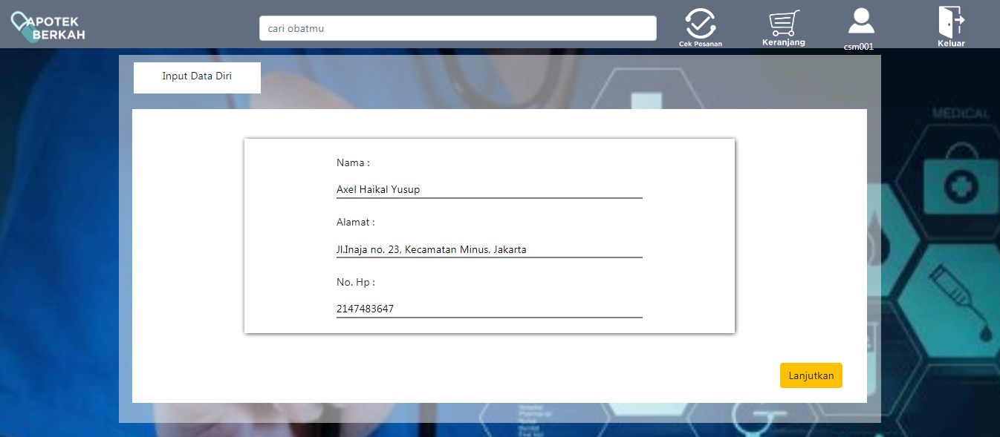 APOTEK
BERKAH
cari obatmu
Cek Pesanan
Keranjang
csm001
Keluar
Input Data Diri
MEDICAL
Nama :
Axel Haikal Yusup
Alamat :
Jl.Inaja no. 23, Kecamatan Minus, Jakarta
No. Hp :
2147483647
Lanjutkan